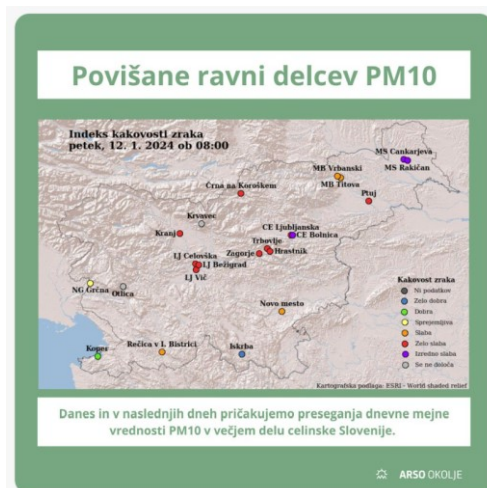 Povišane ravni delcev PM10
Indeks kakovosti zraka
petek, 12. 1. 2024 ob 08:00
MS Cankarjeva
MS Rakičan
MB Vrbanski
MB Titova
Ptuj
Črna na Koroškem
Krvavec
Kranj
CE Ljubljanska
CE Bolnica
Trbovlje
Zagorje
Hrastnik
LJ Celovška
LJ Bežigrad
LJ Vič
NG Grčna
Otlica
Novo mesto
Koper
Rečica v I. Bistrici
Iskrba
Kakovost zraka
Ni podatkov
Zelo dobra
Dobra
Sprejemljiva
Slaba
Zelo slaba
Izredno slaba
Se ne določa
Kartografska podlaga: ESRI - World shaded relief
Danes in v naslednjih dneh pričakujemo preseganja dnevne mejne
vrednosti PM10 v večjem delu celinske Slovenije.
ARSO OKOLJE